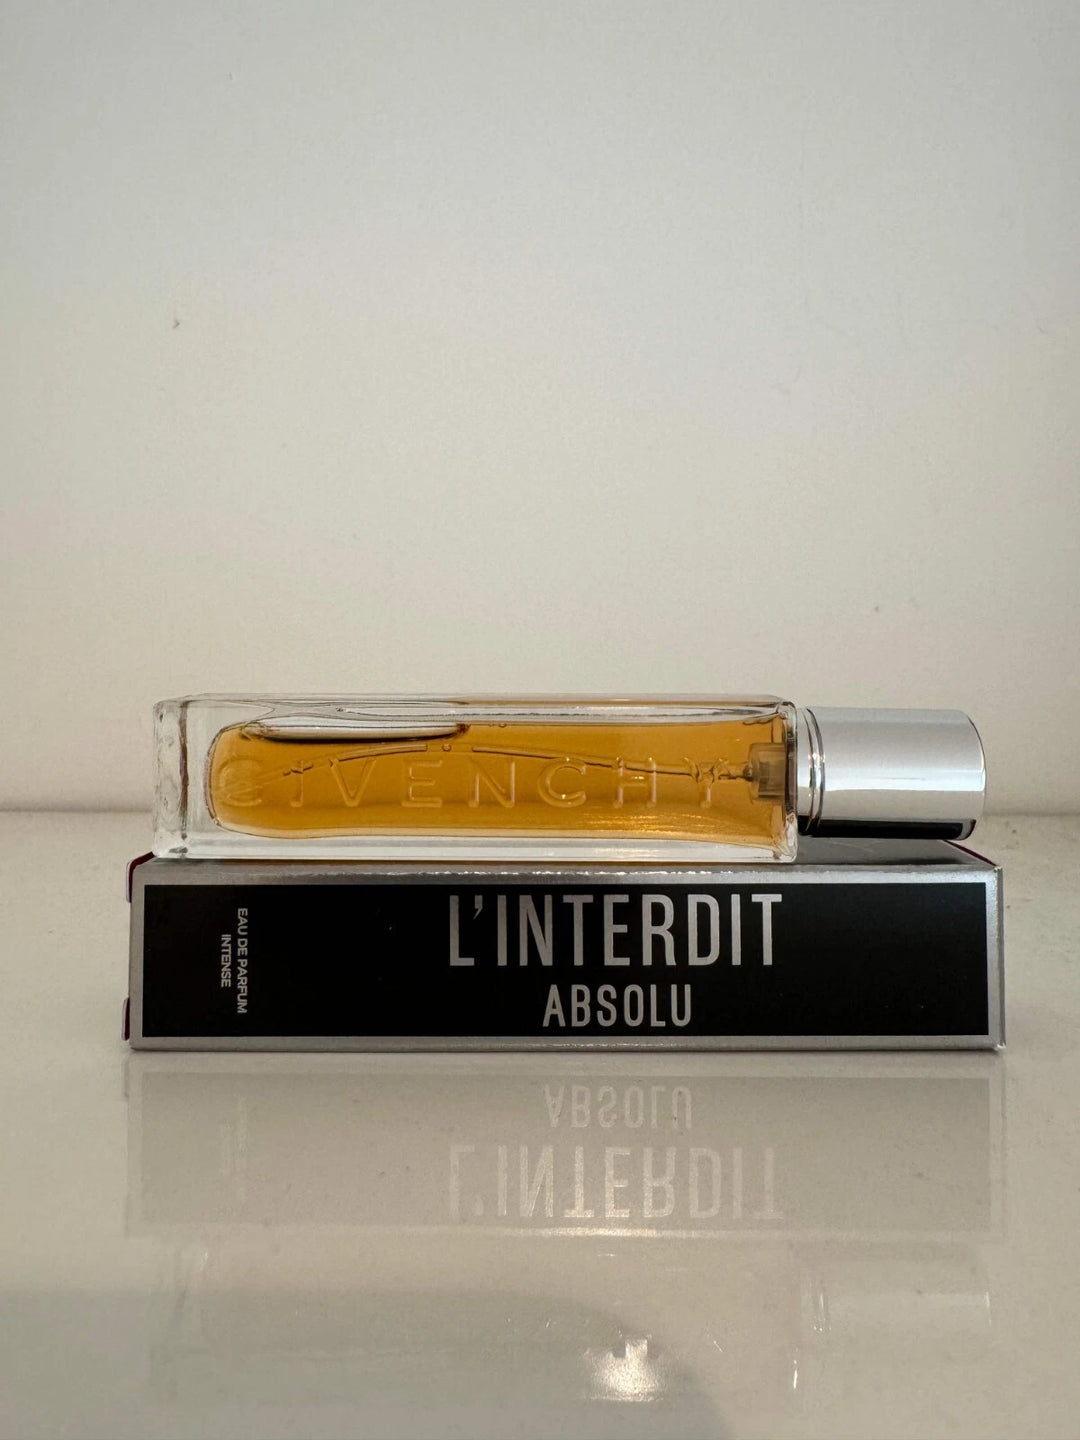 GIVENCHY
L'INTERDIT
ABSOLU
EAU DE PARFUM
INTENSE